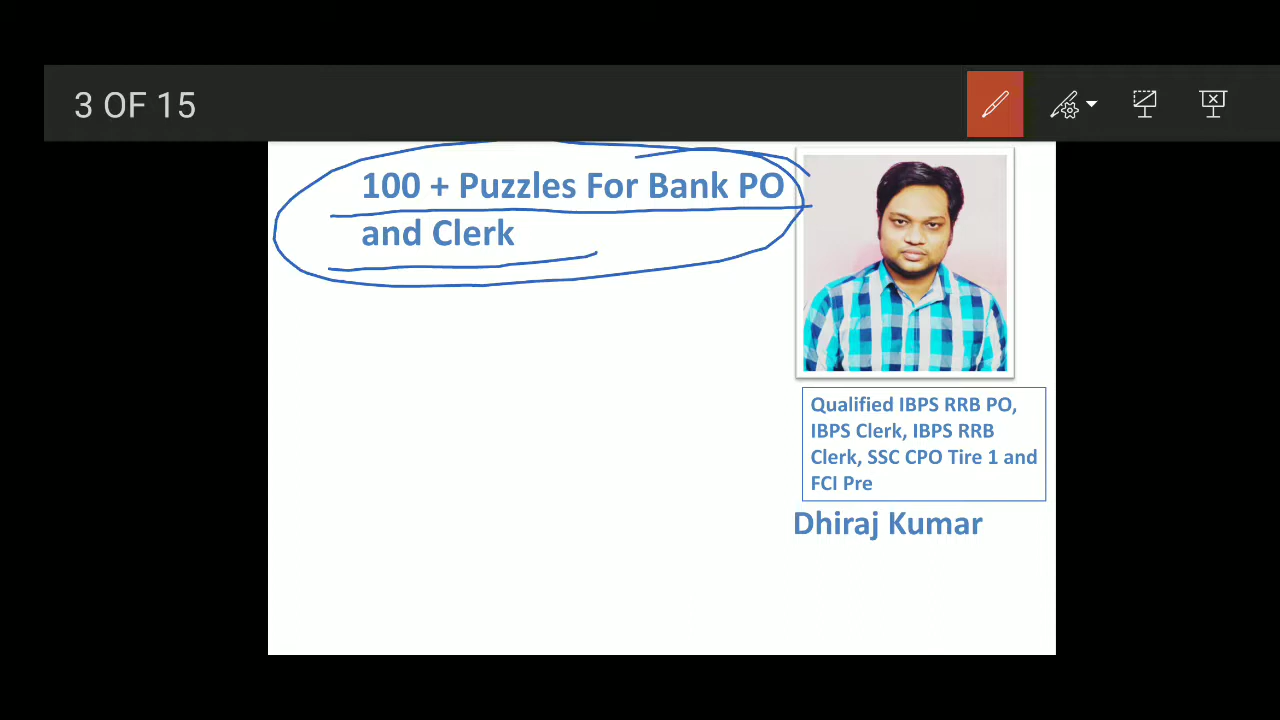 3 OF 15
100 + Puzzles For Bank PO
and Clerk
Qualified IBPS RRB PO,
IBPS Clerk, IBPS RRB
Clerk, SSC CPO Tire 1 and
FCI Pre
Dhiraj Kumar